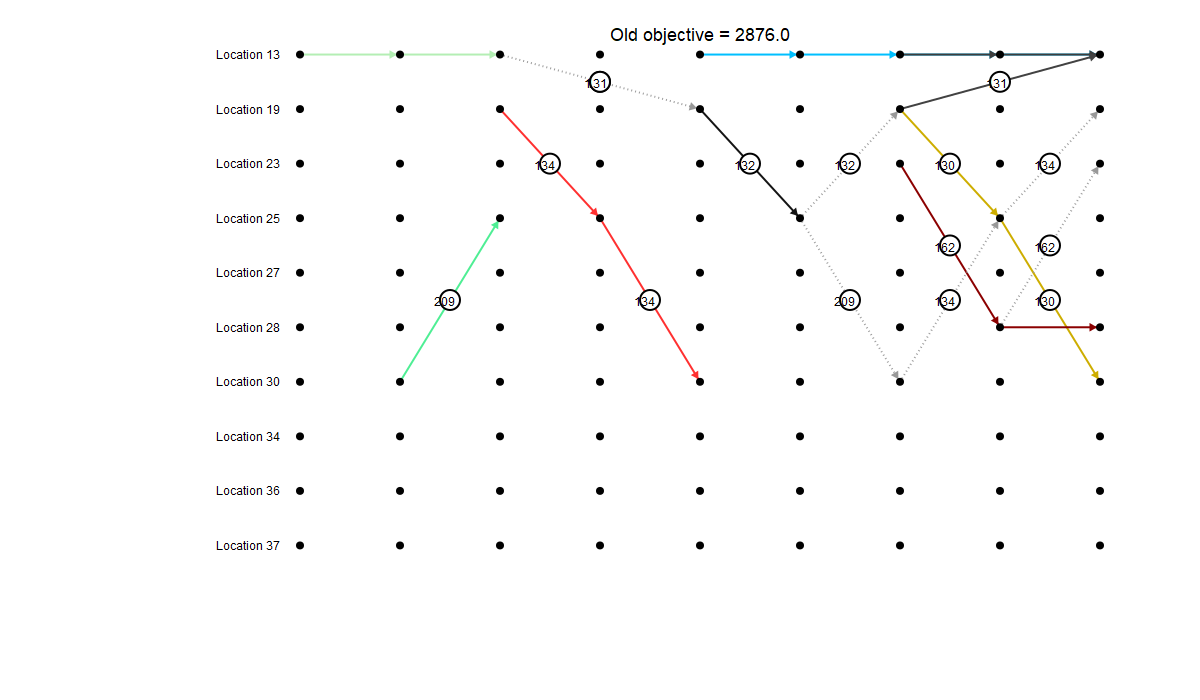 Old objective = 2876.0
Location 13
131
131
Location 19
Location 23
134
132
132
130
134
Location 25
162
162
Location 27
209
134
209
134
130
Location 28
Location 30
Location 34
Location 36
Location 37